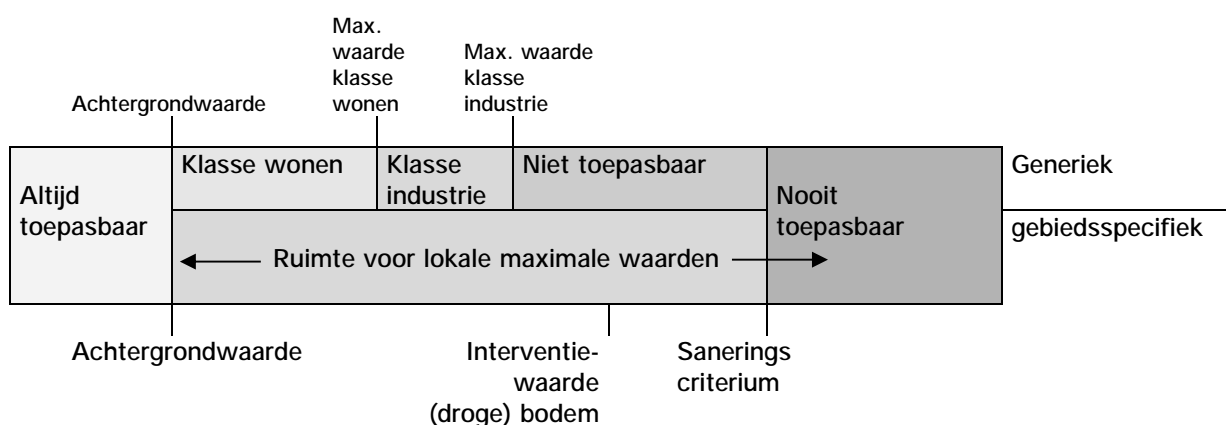 Max.
waarde
klasse
wonen
Max. waarde
klasse
industrie
Achtergrondwaarde
Altijd
toepasbaar
Klasse wonen
Klasse
industrie
Niet toepasbaar
Nooit
toepasbaar
Generiek
gebiedsspecifiek
Ruimte voor lokale maximale waarden
Achtergrondwaarde
Interventie-
waarde
(droge) bodem
Sanerings
criterium